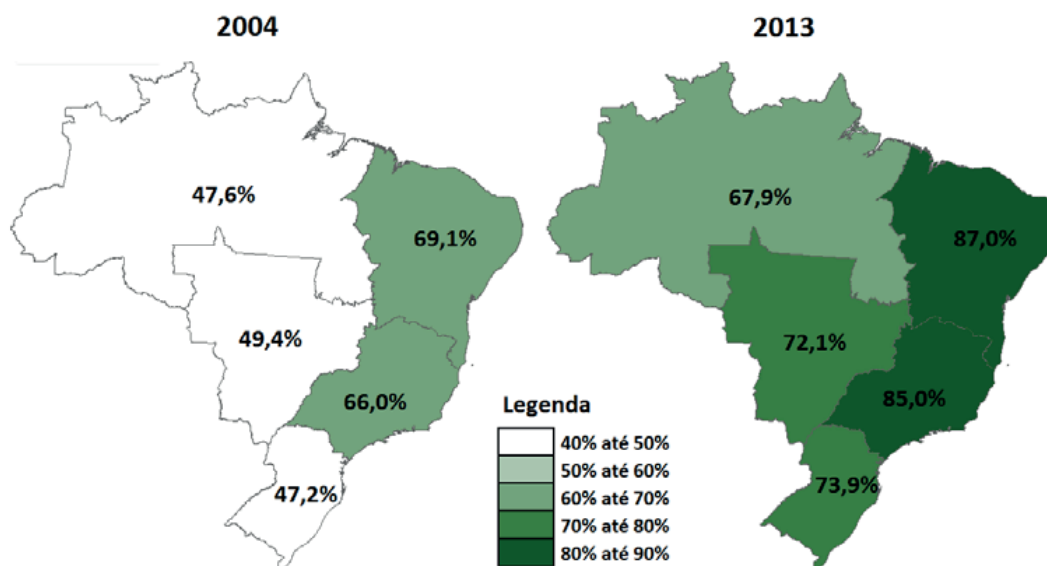 2004
2013
47,6%
69,1%
49,4%
66,0%
47,2%
67,9%
87,0%
72,1%
85,0%
73,9%
Legenda
40% até 50%
50% até 60%
60% até 70%
70% até 80%
80% até 90%